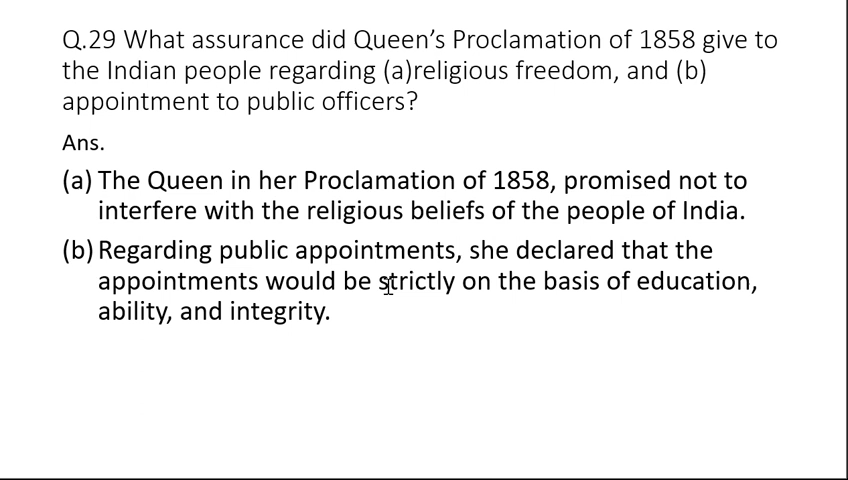 Q.29 What assurance did Queen’s Proclamation of 1858 give to
the Indian people regarding (a)religious freedom, and (b)
appointment to public officers?
Ans.
(a) The Queen in her Proclamation of 1858, promised not to
interfere with the religious beliefs of the people of India.
(b) Regarding public appointments, she declared that the
appointments would be strictly on the basis of education,
ability, and integrity.